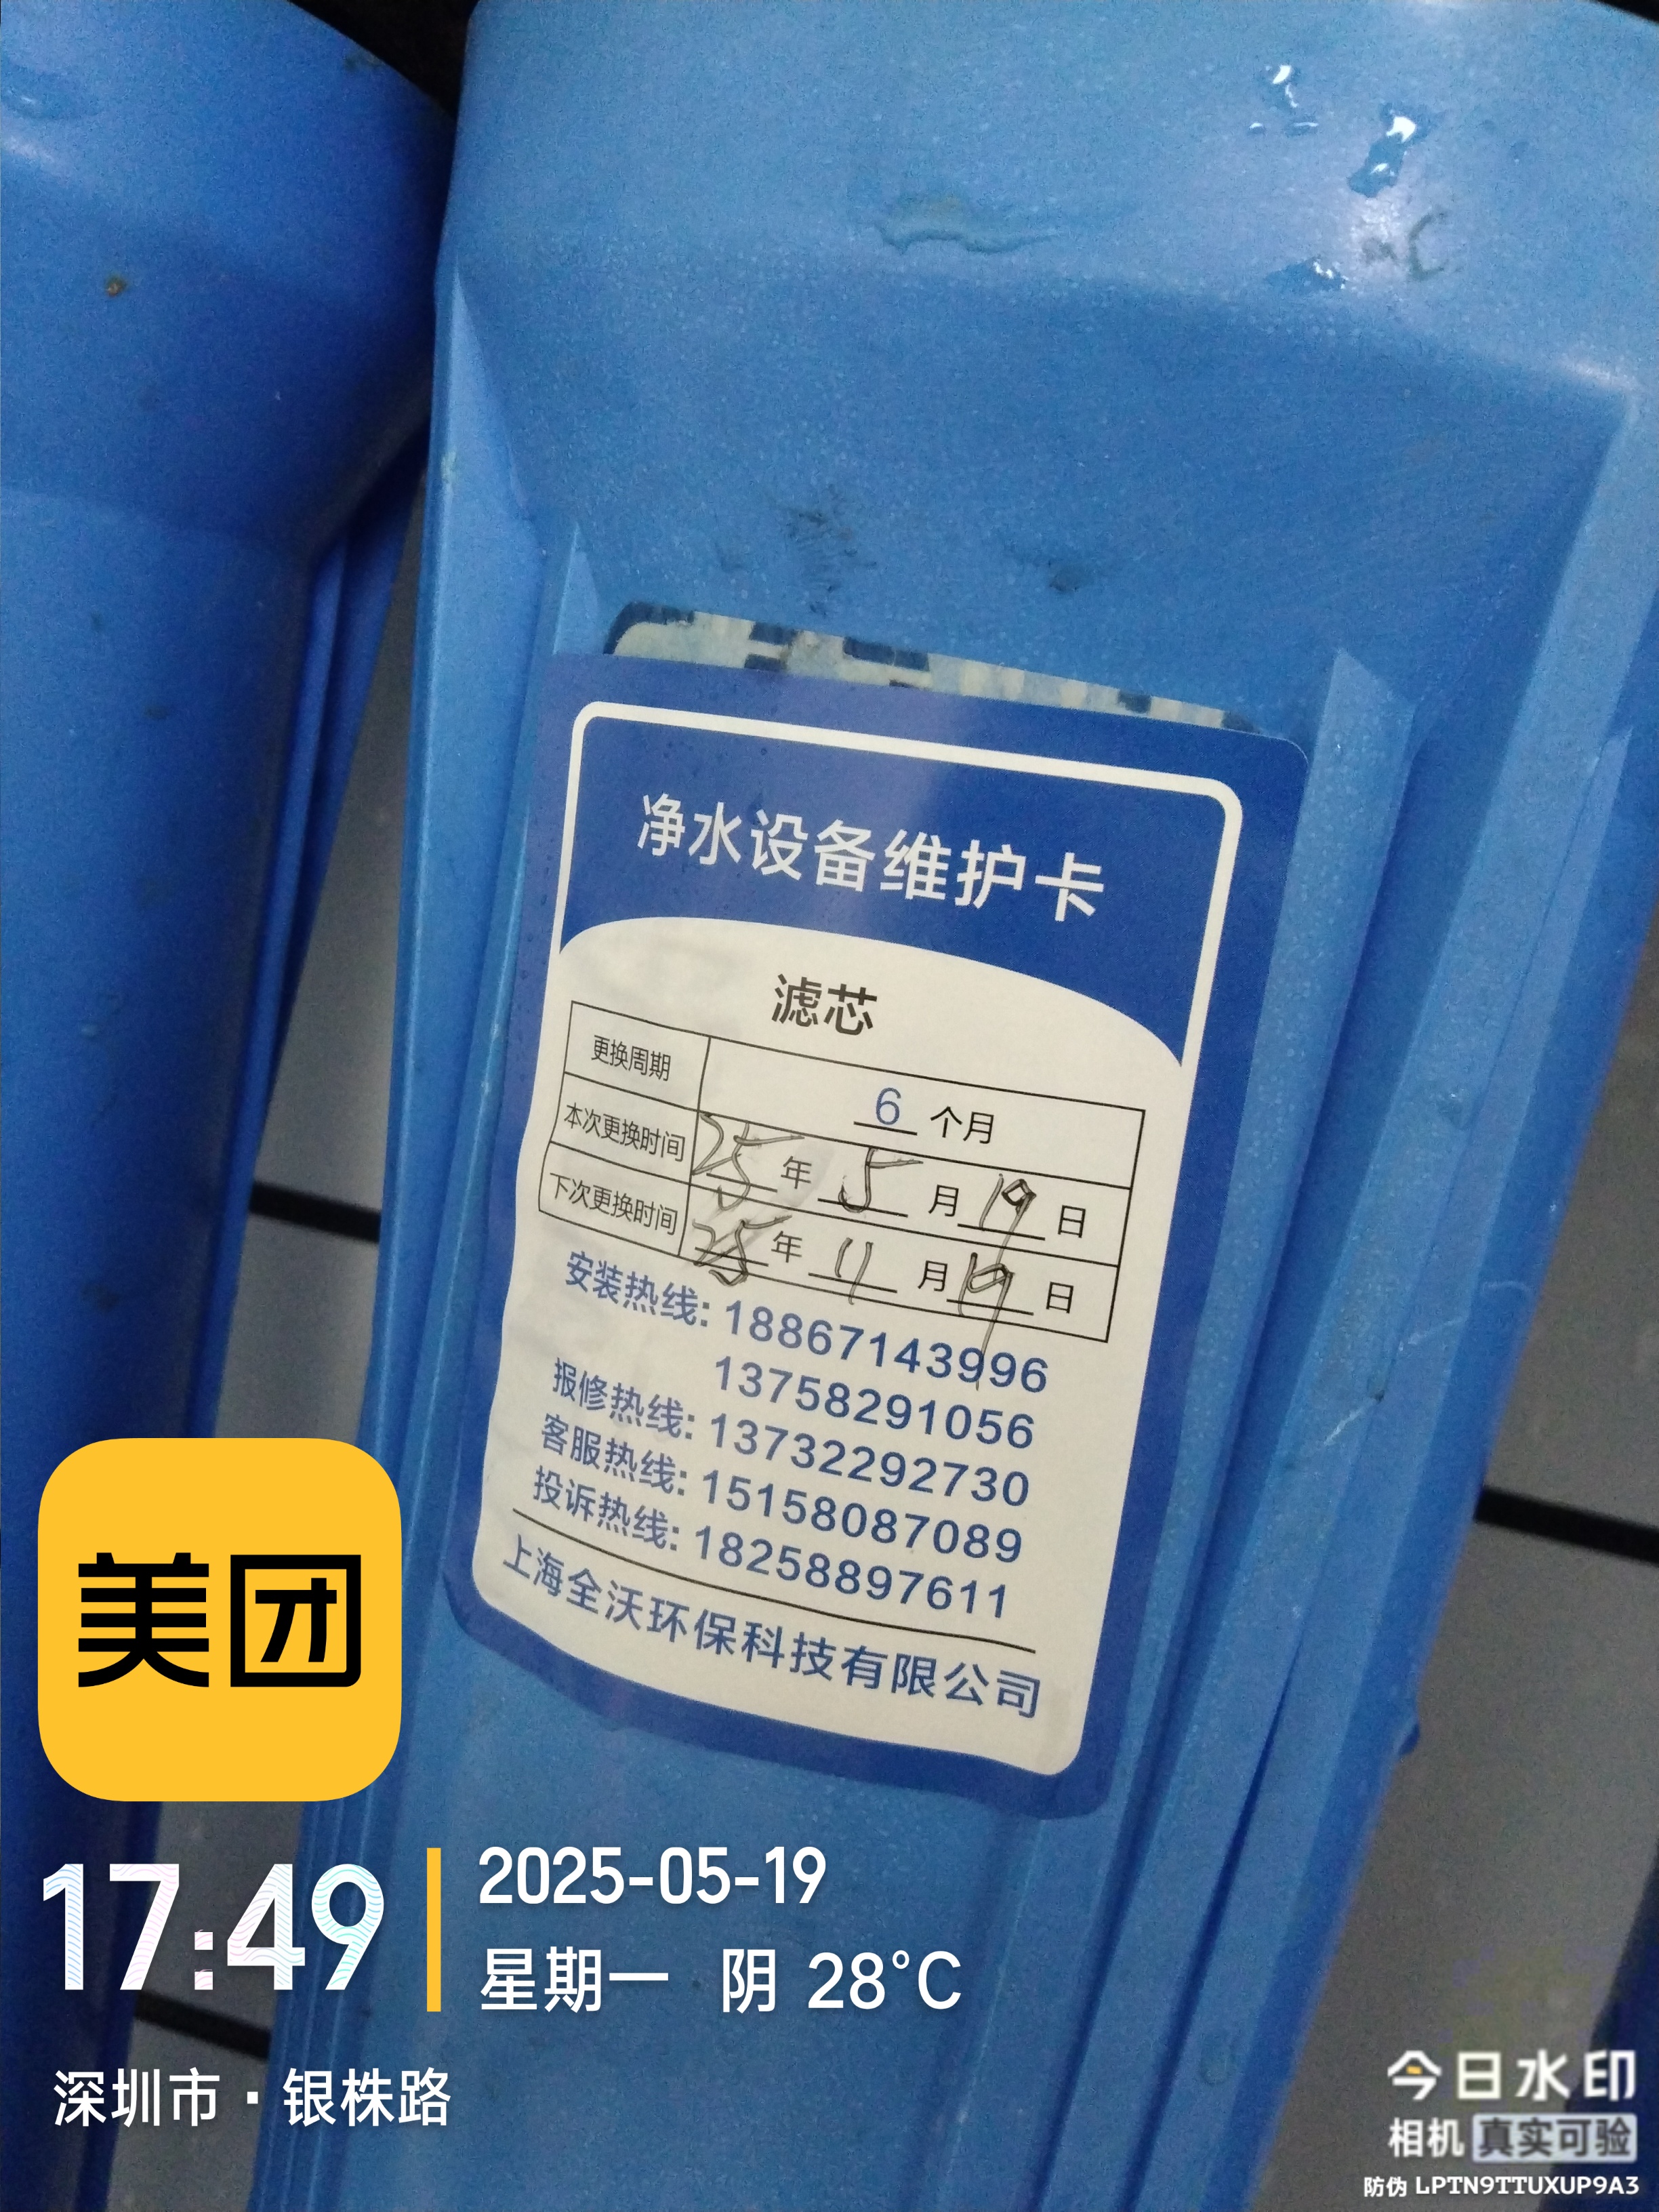 净水设备维护卡
滤芯
更换周期 6 个月
本次更换时间 25 年 5 月 19 日
下次更换时间 25 年 11 月 19 日
安装热线: 18867143996
13758291056
报修热线: 13732292730
客服热线: 15158087089
投诉热线: 18258897611
上海全沃环保科技有限公司
美团
17:49
2025-05-19
星期一 阴 28°C
深圳市·银株路
今日水印
相机 真实可验
防伪 LPTN9TTUXUP9A3